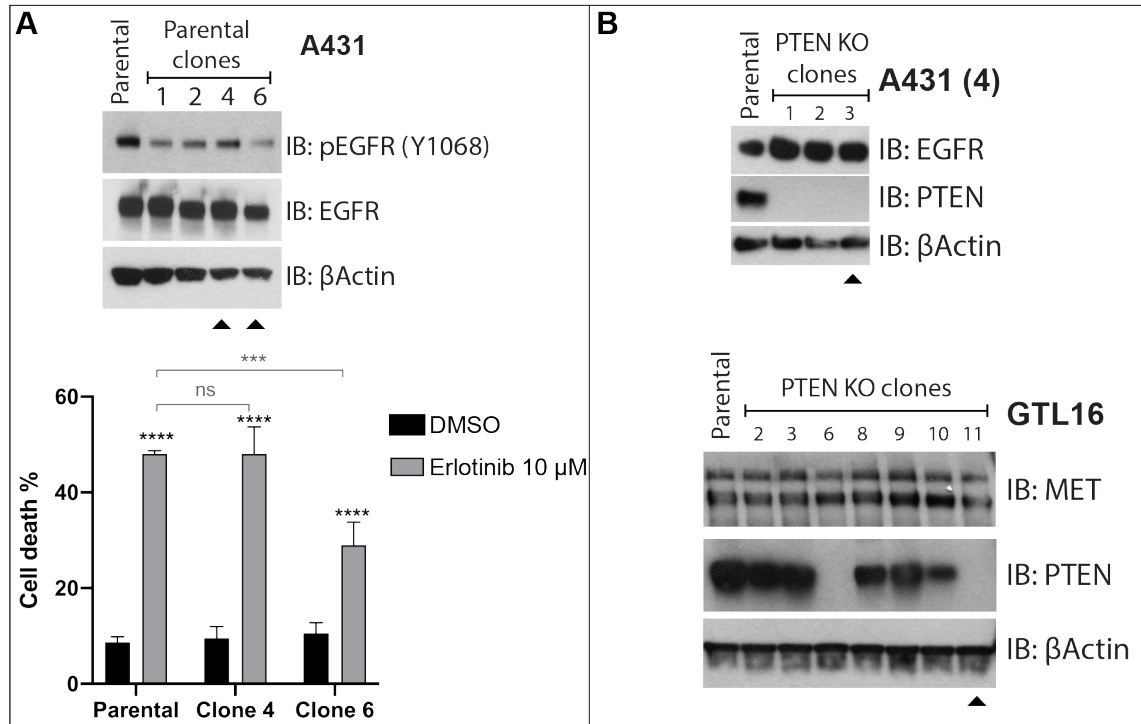 A
Parental
Parental
clones
A431
1 2 4 6
IB: pEGFR (Y1068)
IB: EGFR
IB: βActin
***
ns
60
40
20
0
Cell death %
**** **** ****
DMSO
Erlotinib 10 µM
Parental Clone 4 Clone 6
B
Parental
PTEN KO
clones
A431 (4)
1 2 3
IB: EGFR
IB: PTEN
IB: βActin
Parental
PTEN KO clones
GTL16
2 3 6 8 9 10 11
IB: MET
IB: PTEN
IB: βActin